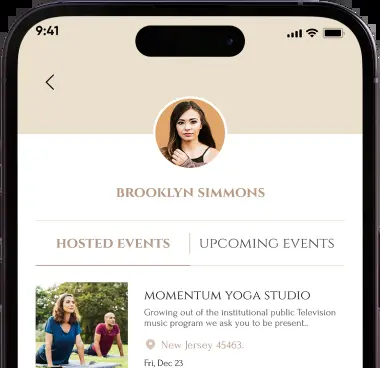 9:41
BROOKLYN SIMMONS
HOSTED EVENTS
UPCOMING EVENTS
MOMENTUM YOGA STUDIO
Growing out of the institutional public Television
music program we ask you to be present..
New Jersey 45463.
Fri, Dec 23